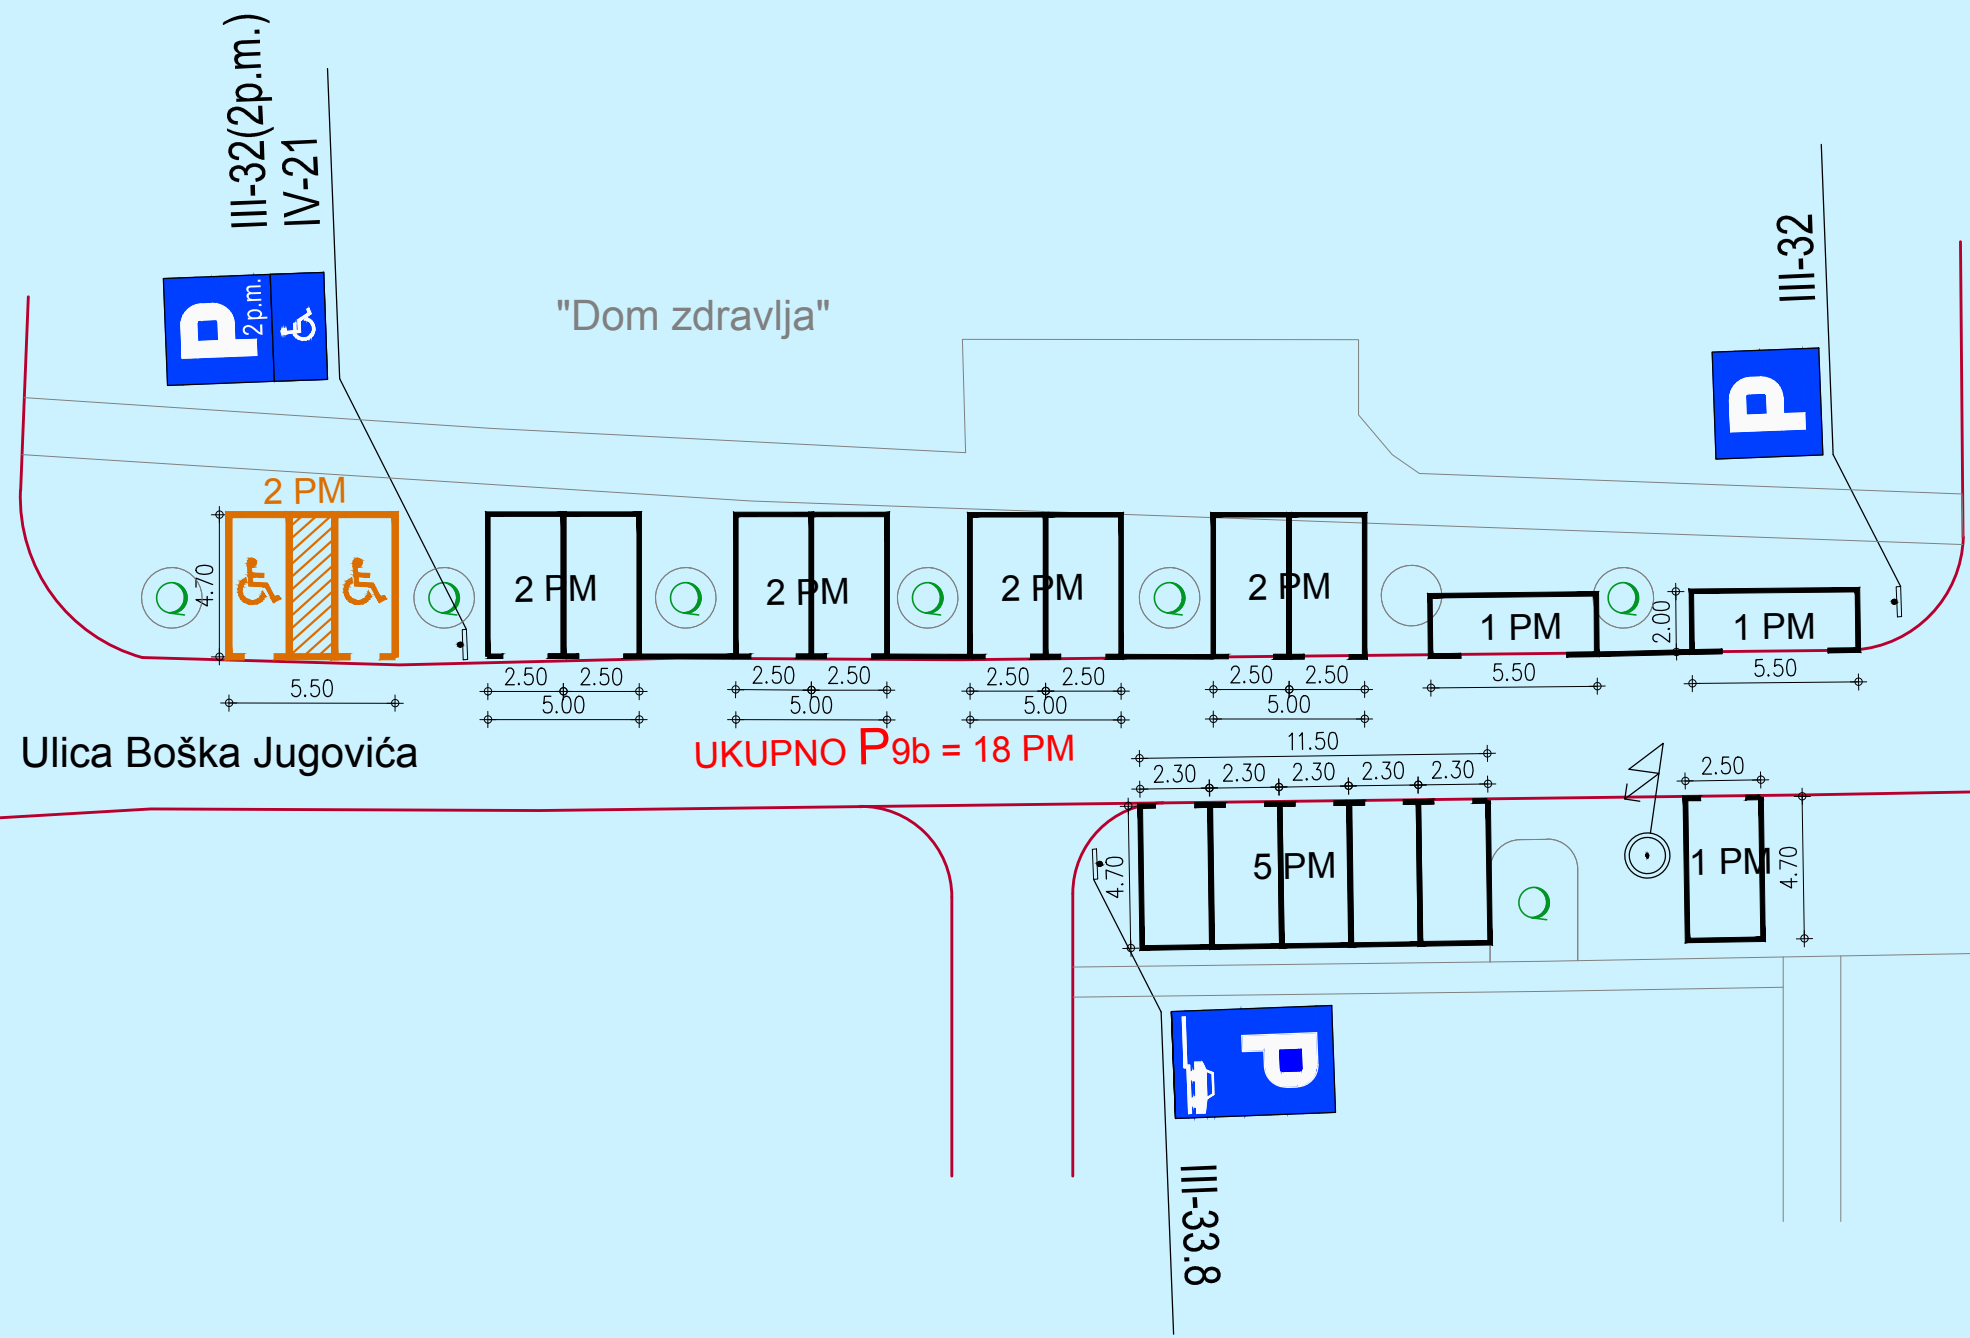 III-32(2p.m.)
IV-21
P
2p.m.
III-32
P
"Dom zdravlja"
2 PM
4.70
2 PM
2 PM
2 PM
2 PM
1 PM
2.00
1 PM
5.50
2.50 2.50
5.00
2.50 2.50
5.00
2.50 2.50
5.00
2.50 2.50
5.00
5.50
5.50
Ulica Boška Jugovića
UKUPNO P9b = 18 PM
11.50
2.30 2.30 2.30 2.30 2.30
2.50
4.70
5 PM
1 PM
4.70
P
III-33.8